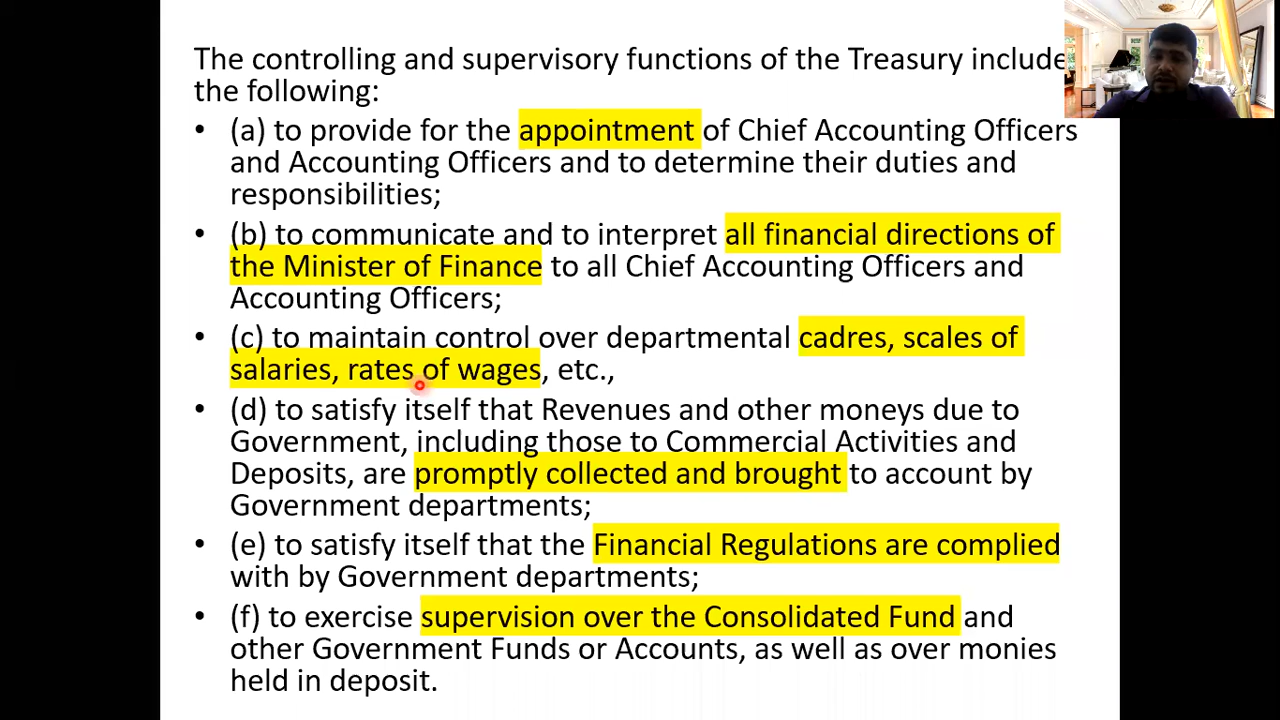 The controlling and supervisory functions of the Treasury include
the following:
• (a) to provide for the appointment of Chief Accounting Officers
and Accounting Officers and to determine their duties and
responsibilities;
• (b) to communicate and to interpret all financial directions of
the Minister of Finance to all Chief Accounting Officers and
Accounting Officers;
• (c) to maintain control over departmental cadres, scales of
salaries, rates of wages, etc.,
• (d) to satisfy itself that Revenues and other moneys due to
Government, including those to Commercial Activities and
Deposits, are promptly collected and brought to account by
Government departments;
• (e) to satisfy itself that the Financial Regulations are complied
with by Government departments;
• (f) to exercise supervision over the Consolidated Fund and
other Government Funds or Accounts, as well as over monies
held in deposit.